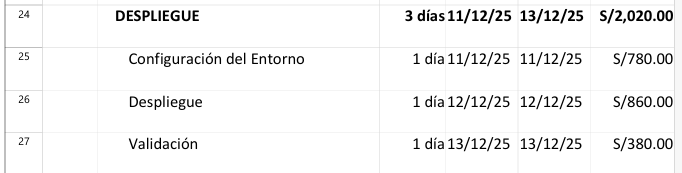 24 DESPLIEGUE 3 días 11/12/25 13/12/25 S/2,020.00
25 Configuración del Entorno 1 día 11/12/25 11/12/25 S/780.00
26 Despliegue 1 día 12/12/25 12/12/25 S/860.00
27 Validación 1 día 13/12/25 13/12/25 S/380.00